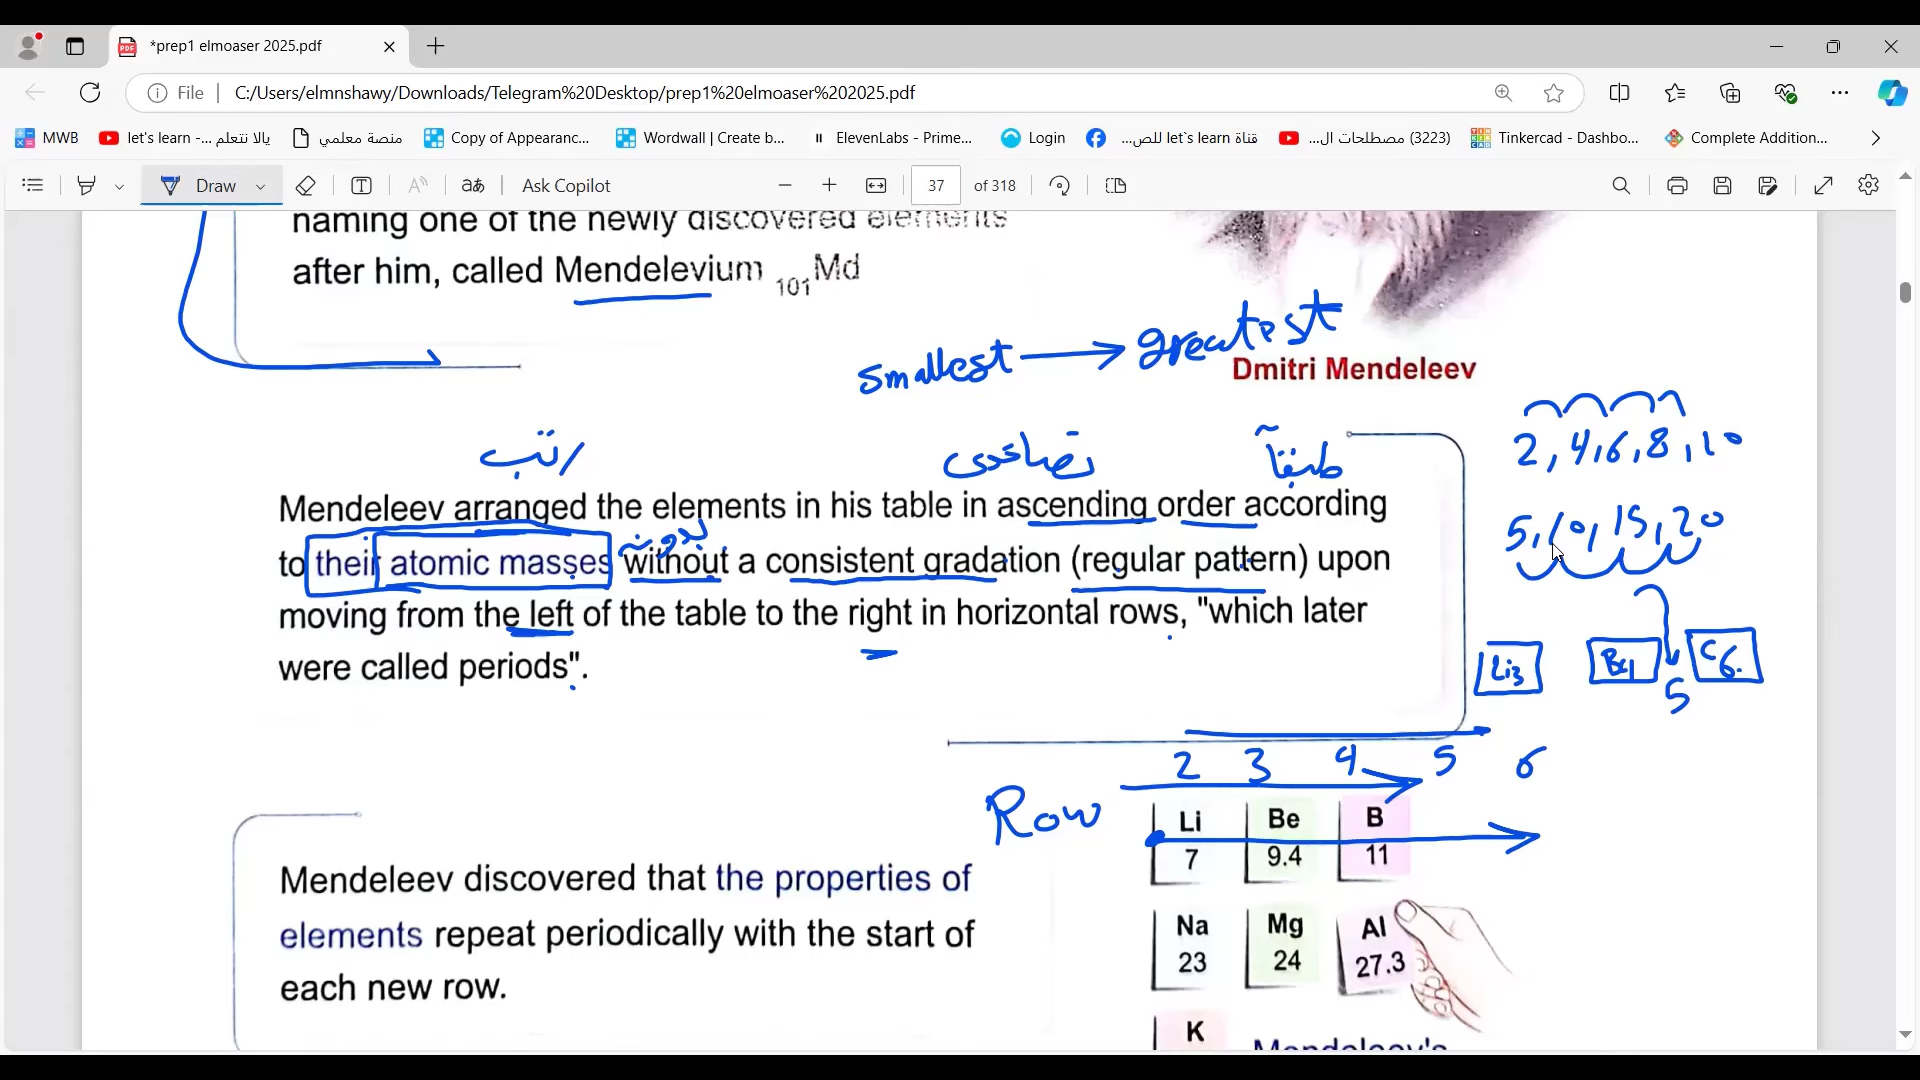 *prep1 elmoaser 2025.pdf
File C:/Users/elmnshawy/Downloads/Telegram%20Desktop/prep1%20elmoaser%202025.pdf
MWB let's learn -... يالا نتعلم منصة معلمي Copy of Appearanc... Wordwall | Create b... ElevenLabs - Prime... Login قناة let`s learn للص... (3223) مصطلحات ال... Tinkercad - Dashbo... Complete Addition...
Draw Ask Copilot 37 of 318
naming one of the newly discovered elements
after him, called Mendelevium 101Md
smallest → greatest
Dmitri Mendeleev
2, 4, 6, 8, 10
رتب تصاعدى طبقاً
Mendeleev arranged the elements in his table in ascending order according
5, 10, 15, 20
بدون
to their atomic masses without a consistent gradation (regular pattern) upon
moving from the left of the table to the right in horizontal rows, "which later
were called periods".
Li3 Be4 C6
5
2 3 4 5 6
Row
Li Be B
7 9.4 11
Mendeleev discovered that the properties of
elements repeat periodically with the start of
each new row.
Na Mg Al
23 24 27.3
K
Mendeleev's